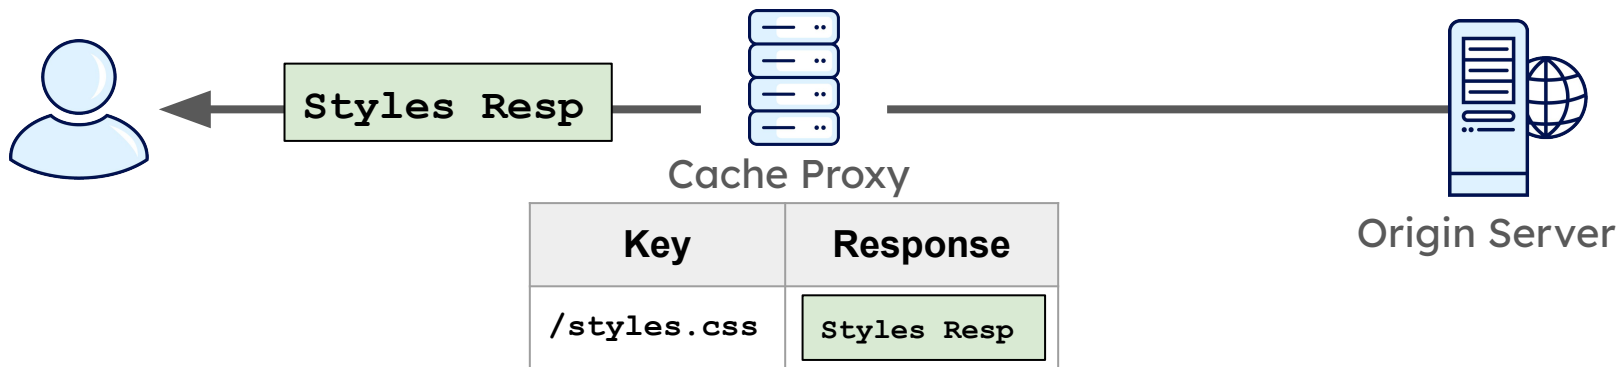 Styles Resp
Cache Proxy
Origin Server
Key Response
/styles.css Styles Resp